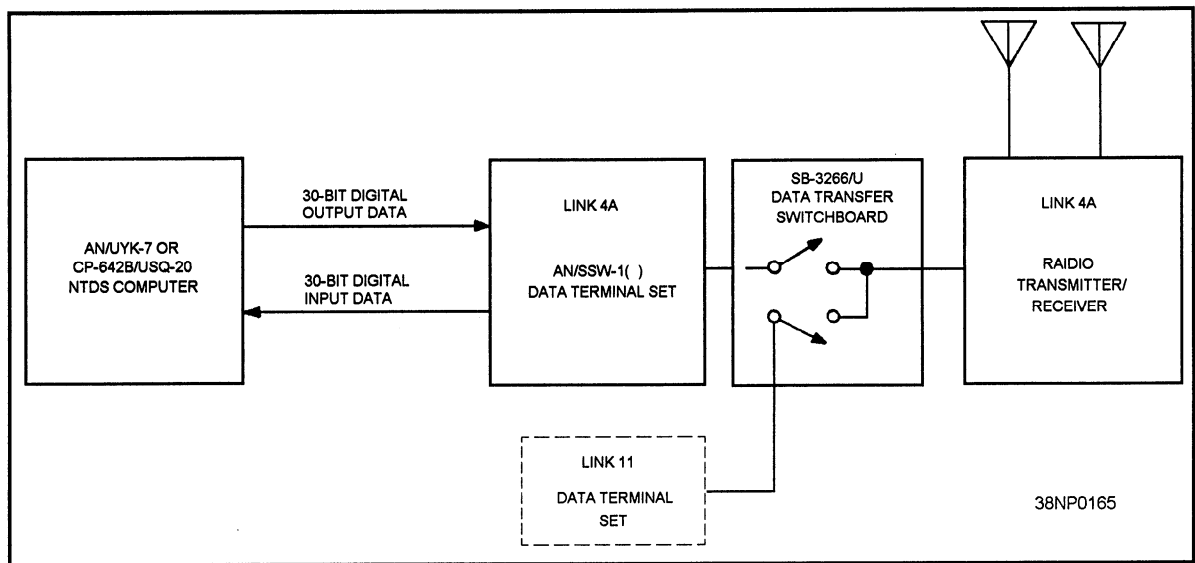 AN/UYK-7 OR
CP-642B/USQ-20
NTDS COMPUTER
30-BIT DIGITAL
OUTPUT DATA
30-BIT DIGITAL
INPUT DATA
LINK 4A
AN/SSW-1( )
DATA TERMINAL SET
SB-3266/U
DATA TRANSFER
SWITCHBOARD
LINK 4A
RAIDIO
TRANSMITTER/
RECEIVER
LINK 11
DATA TERMINAL
SET
38NP0165